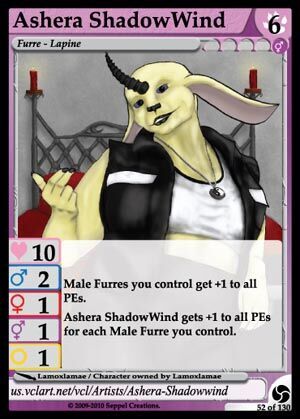 Ashera ShadowWind
6
Furre - Lapine
10
2
1
1
1
Male Furres you control get +1 to all
PEs.
Ashera ShadowWind gets +1 to all PEs
for each Male Furre you control.
Lamoxlamae / Character owned by Lamoxlamae
us.vclart.net/vcl/Artists/Ashera-Shadowwind
© 2009-2010 Seppel Creations.
52 of 130